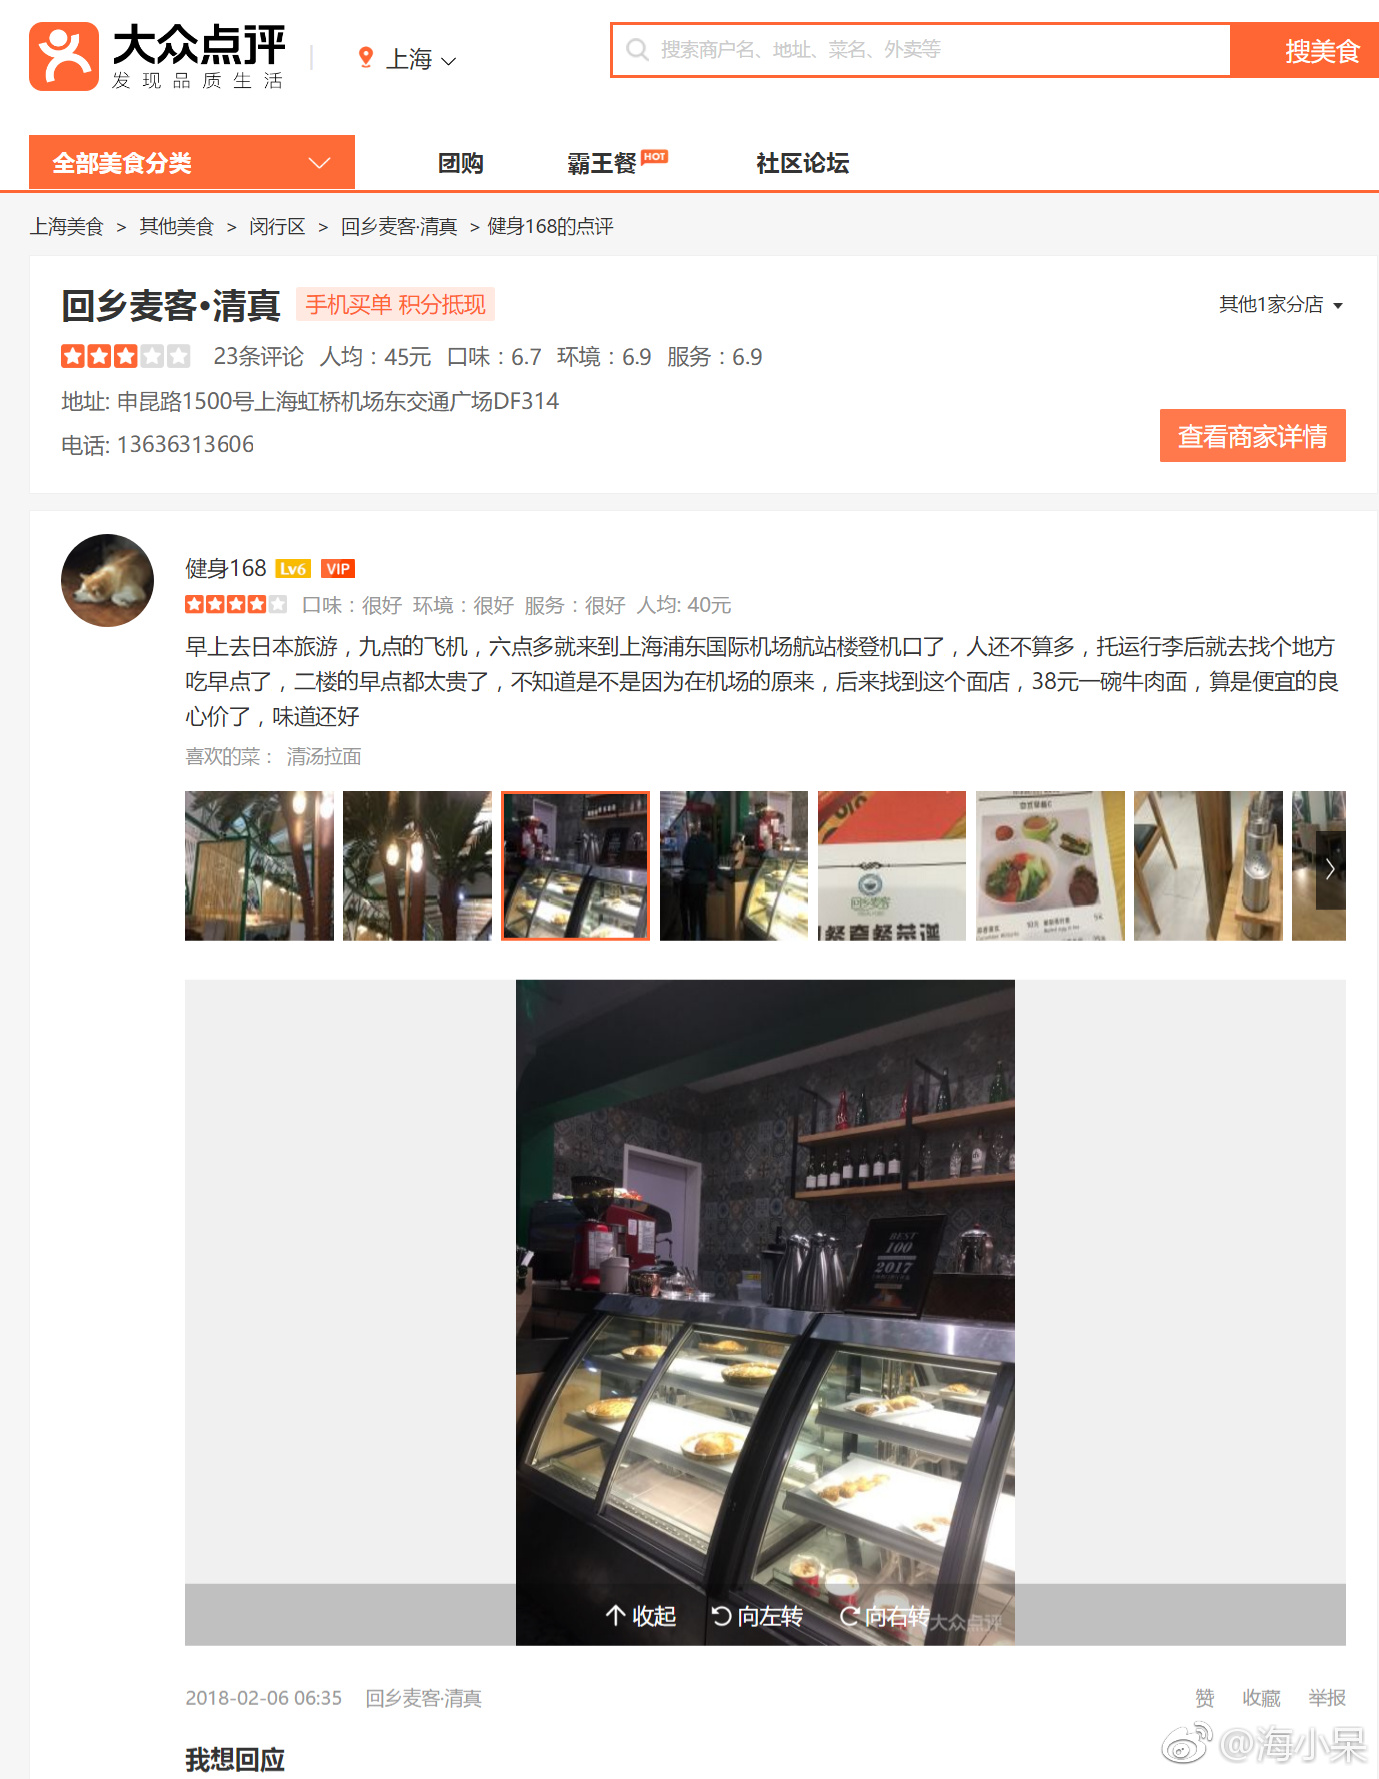 大众点评
发现品质生活
上海
搜索商户名、地址、菜名、外卖等
搜美食
全部美食分类
团购
霸王餐
HOT
社区论坛
上海美食 > 其他美食 > 闵行区 > 回乡麦客·清真 > 健身168的点评
回乡麦客·清真
手机买单 积分抵现
其他1家分店
23条评论 人均：45元 口味：6.7 环境：6.9 服务：6.9
地址: 申昆路1500号上海虹桥机场东交通广场DF314
电话: 13636313606
查看商家详情
健身168 Lv6 VIP
口味：很好 环境：很好 服务：很好 人均: 40元
早上去日本旅游，九点的飞机，六点多就来到上海浦东国际机场航站楼登机口了，人还不算多，托运行李后就去找个地方
吃早点了，二楼的早点都太贵了，不知道是不是因为在机场的原来，后来找到这个面店，38元一碗牛肉面，算是便宜的良
心价了，味道还好
喜欢的菜： 清汤拉面
回乡麦客
餐套餐菜谱
BEST
100
2017
收起
向左转
向右转
大众点评
2018-02-06 06:35 回乡麦客·清真
赞 收藏 举报
我想回应
@海小呆